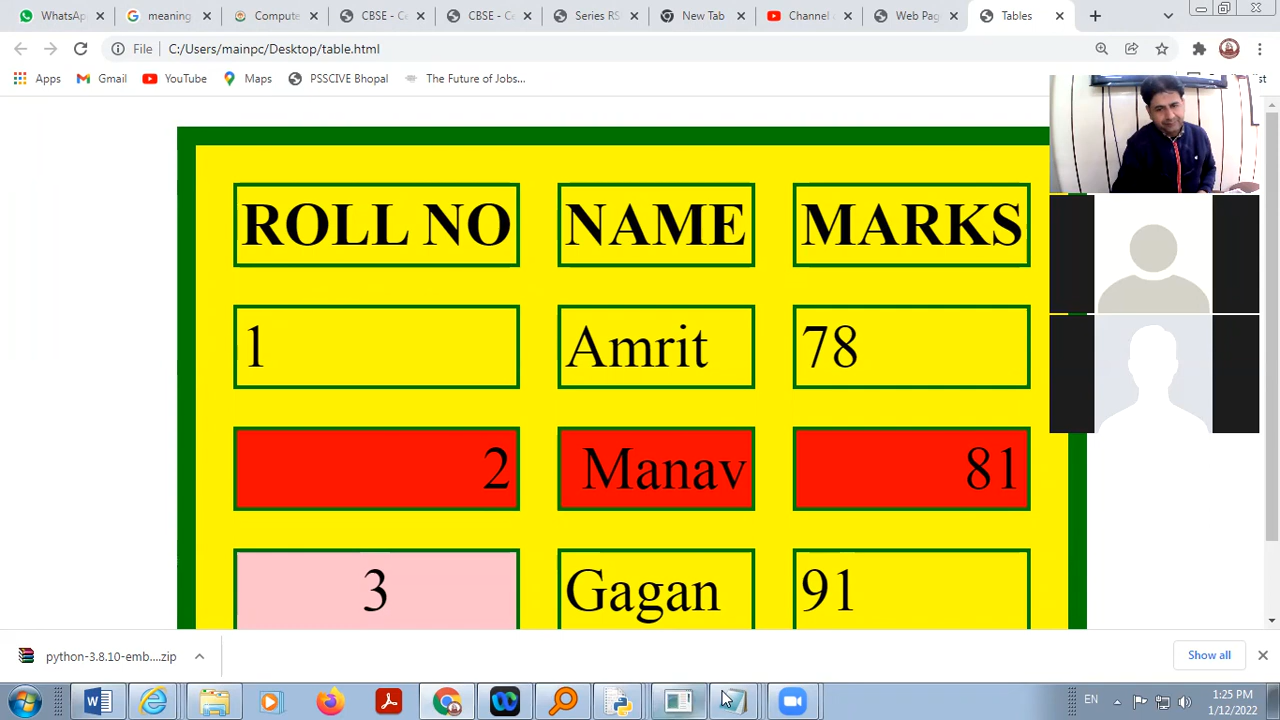 WhatsAp
meaning
Compute
CBSE - C
CBSE - C
Series RS
New Tab
Channel
Web Pag
Tables
File
C:/Users/mainpc/Desktop/table.html
Apps
Gmail
YouTube
Maps
PSSCIVE Bhopal
The Future of Jobs...
ROLL NO NAME MARKS
1 Amrit 78
2 Manav 81
3 Gagan 91
python-3.8.10-emb....zip
Show all
EN
1:25 PM
1/12/2022